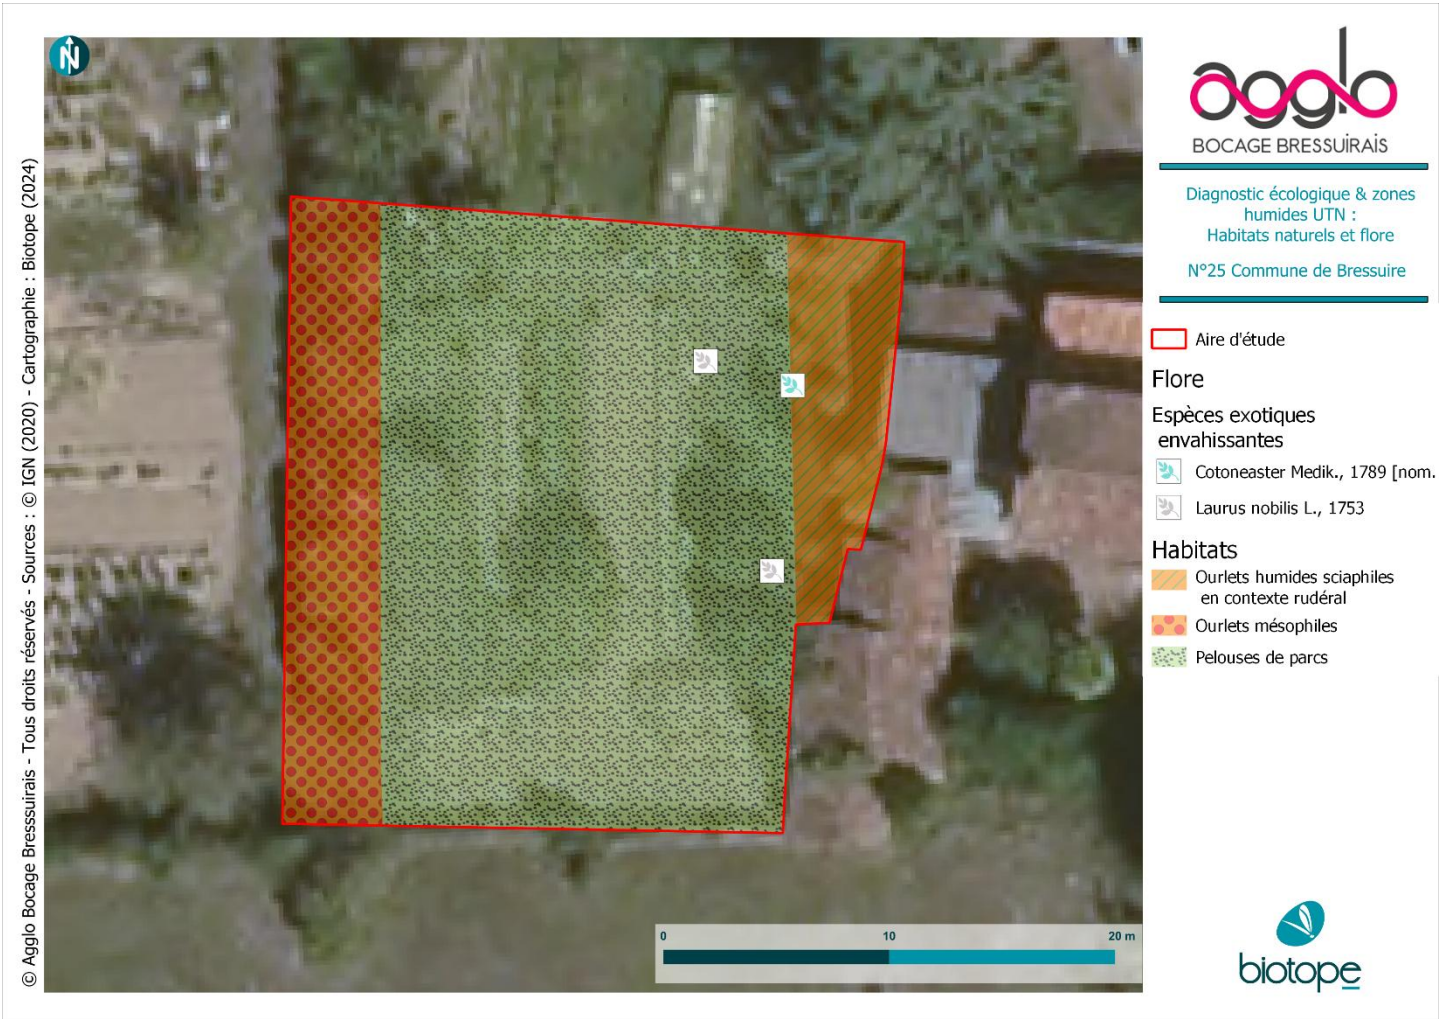 N
© Agglo Bocage Bresssuirais - Tous droits réservés - Sources : © IGN (2020) - Cartographie : Biotope (2024)
agglo
BOCAGE BRESSUiRAiS
Diagnostic écologique & zones
humides UTN :
Habitats naturels et flore
N°25 Commune de Bressuire
Aire d'étude
Flore
Espèces exotiques
envahissantes
Cotoneaster Medik., 1789 [nom.
Laurus nobilis L., 1753
Habitats
Ourlets humides sciaphiles
en contexte rudéral
Ourlets mésophiles
Pelouses de parcs
0 10 20 m
biotope